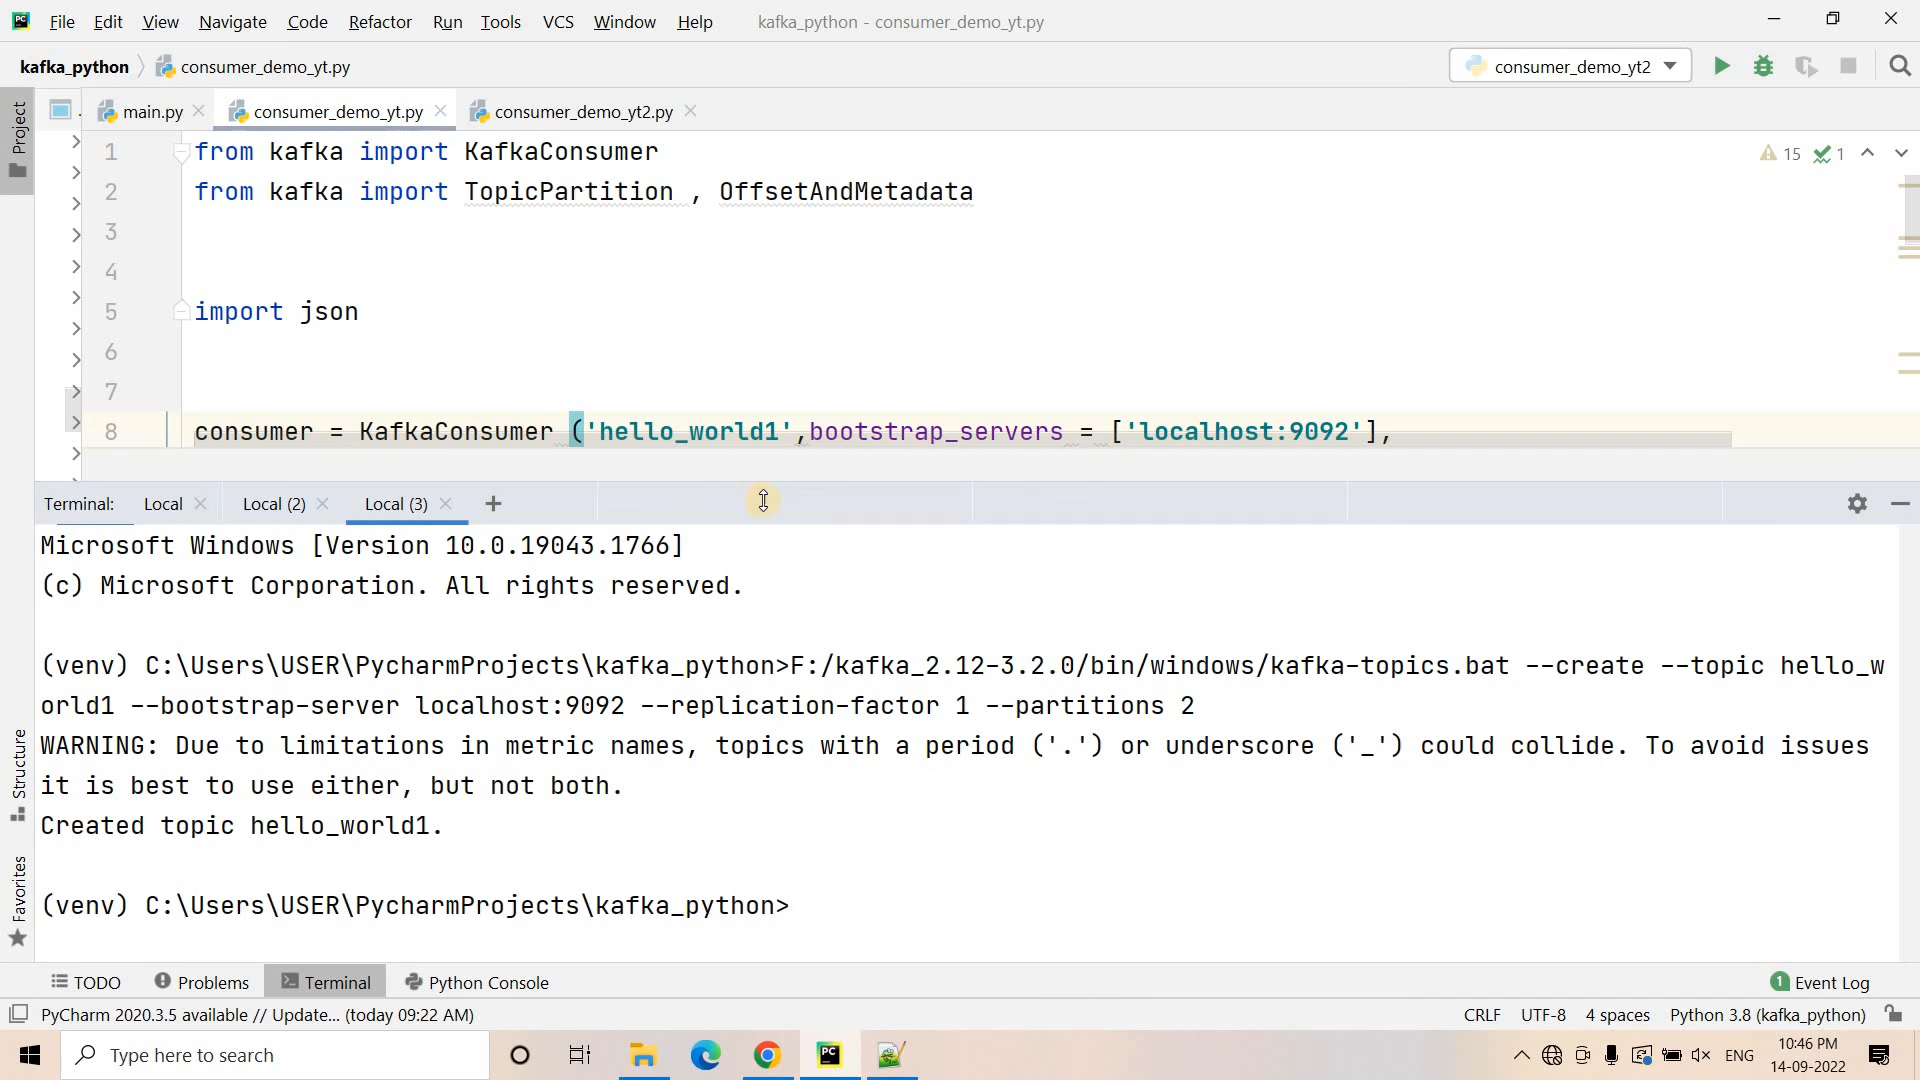 File Edit View Navigate Code Refactor Run Tools VCS Window Help kafka_python - consumer_demo_yt.py
kafka_python consumer_demo_yt.py consumer_demo_yt2
Project
main.py consumer_demo_yt.py consumer_demo_yt2.py
1 from kafka import KafkaConsumer 15 1
2 from kafka import TopicPartition , OffsetAndMetadata
3
4
5 import json
6
7
8 consumer = KafkaConsumer ('hello_world1',bootstrap_servers = ['localhost:9092'],
Terminal: Local Local (2) Local (3)
Microsoft Windows [Version 10.0.19043.1766]
(c) Microsoft Corporation. All rights reserved.
(venv) C:\Users\USER\PycharmProjects\kafka_python>F:/kafka_2.12-3.2.0/bin/windows/kafka-topics.bat --create --topic hello_w
orld1 --bootstrap-server localhost:9092 --replication-factor 1 --partitions 2
WARNING: Due to limitations in metric names, topics with a period ('.') or underscore ('_') could collide. To avoid issues
it is best to use either, but not both.
Created topic hello_world1.
(venv) C:\Users\USER\PycharmProjects\kafka_python>
Structure
Favorites
TODO Problems Terminal Python Console 1 Event Log
PyCharm 2020.3.5 available // Update... (today 09:22 AM) CRLF UTF-8 4 spaces Python 3.8 (kafka_python)
Type here to search PC ENG 10:46 PM
14-09-2022